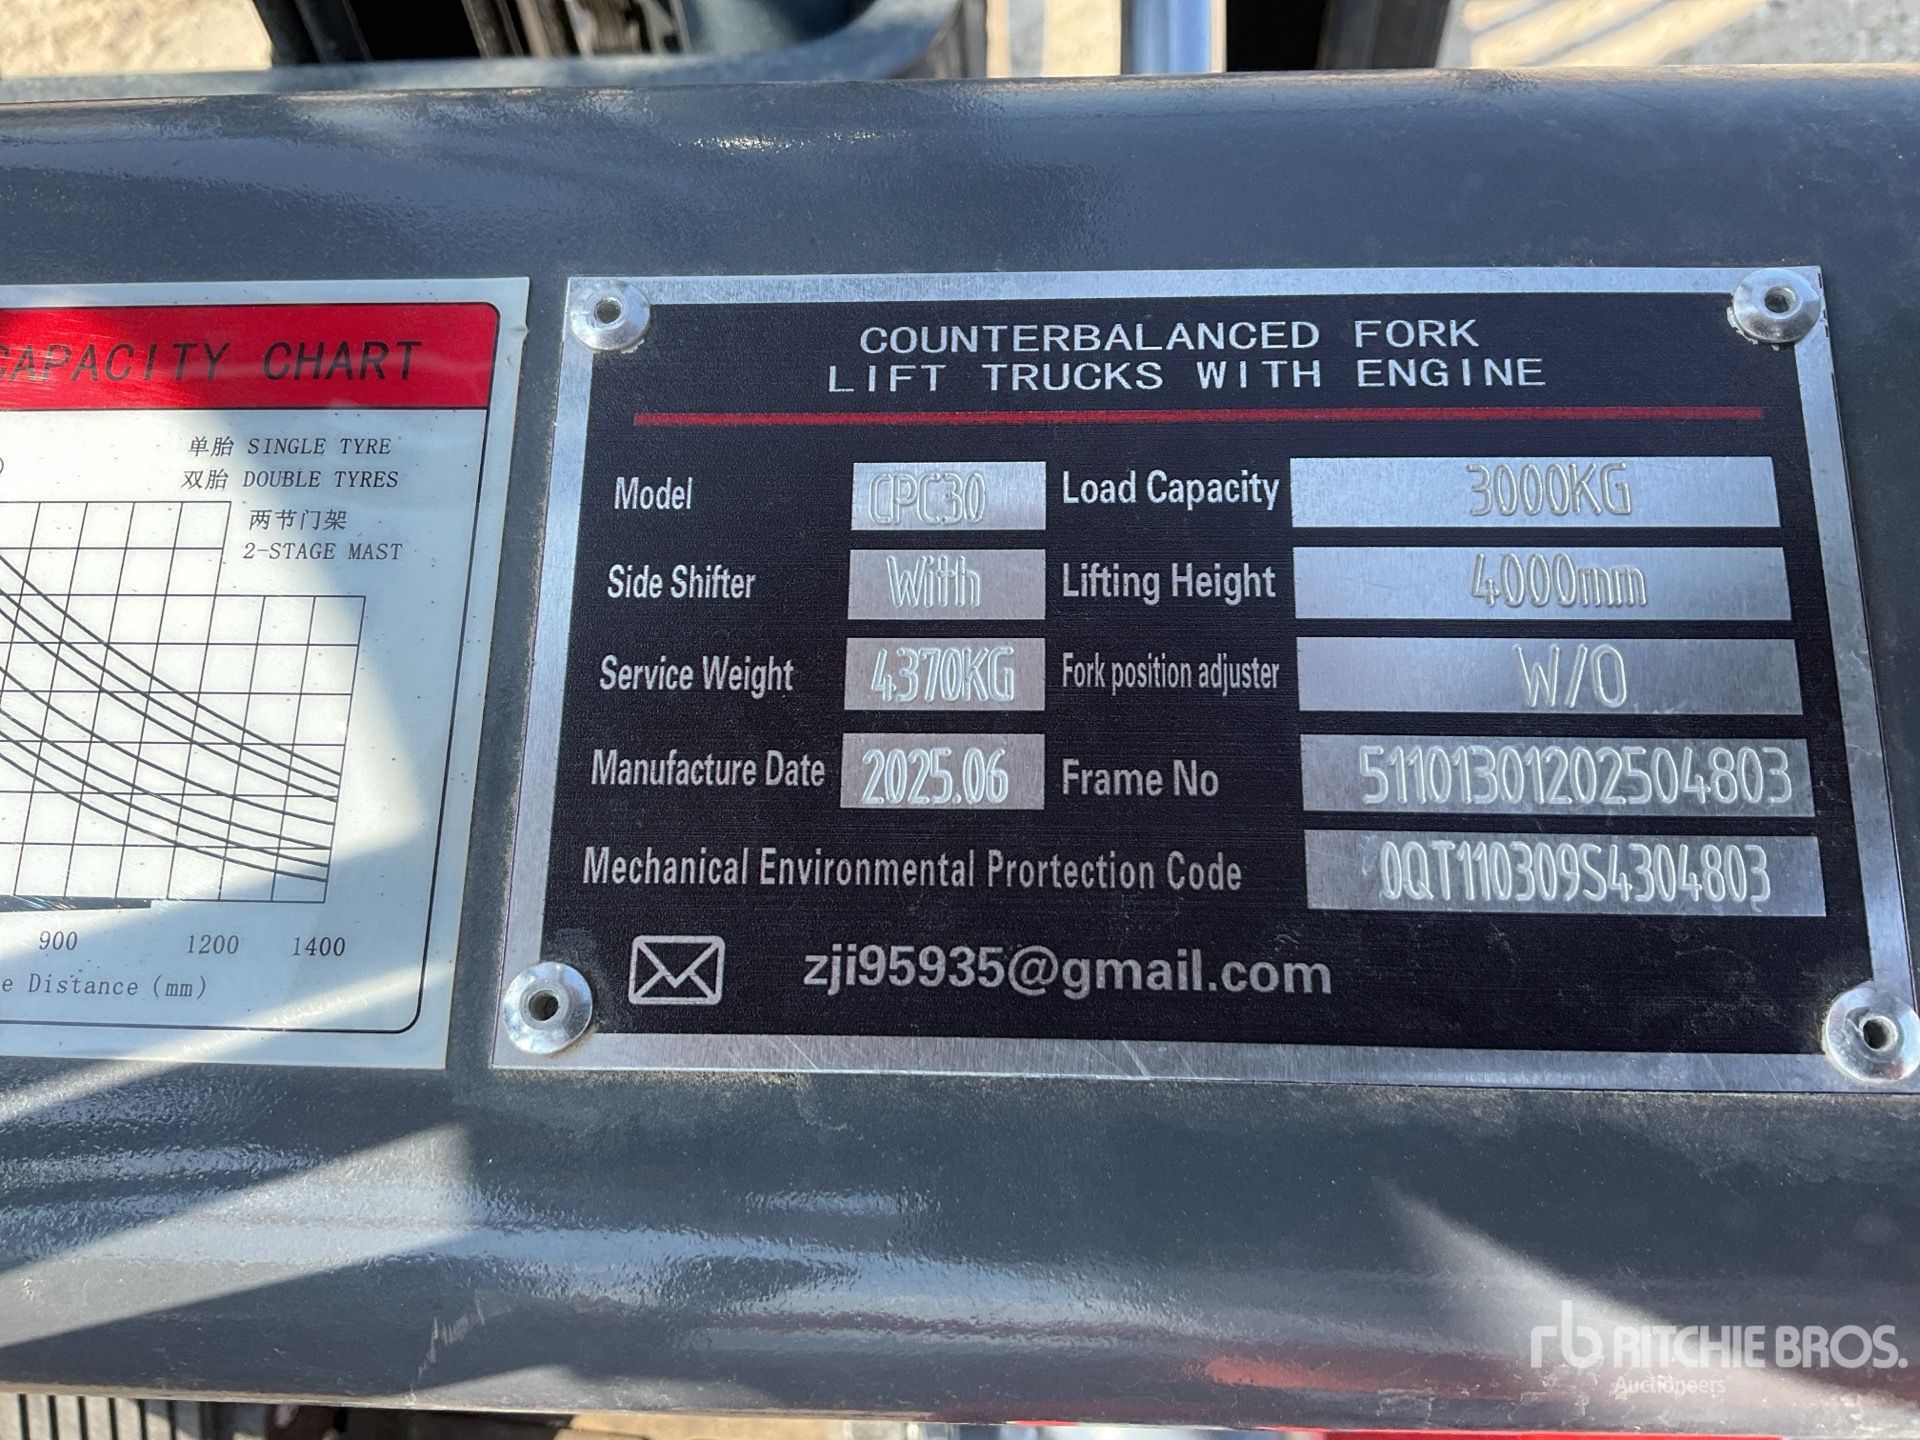 CAPACITY CHART
单胎 SINGLE TYRE
双胎 DOUBLE TYRES
两节门架
2-STAGE MAST
900 1200 1400
Distance (mm)
COUNTERBALANCED FORK
LIFT TRUCKS WITH ENGINE
Model CPC30 Load Capacity 3000KG
Side Shifter With Lifting Height 4000mm
Service Weight 4370KG Fork position adjuster W/O
Manufacture Date 2025.06 Frame No 51101301202504803
Mechanical Environmental Prortection Code 0QT110309S4304803
zji95935@gmail.com
rb RITCHIE BROS.
Auctioneers